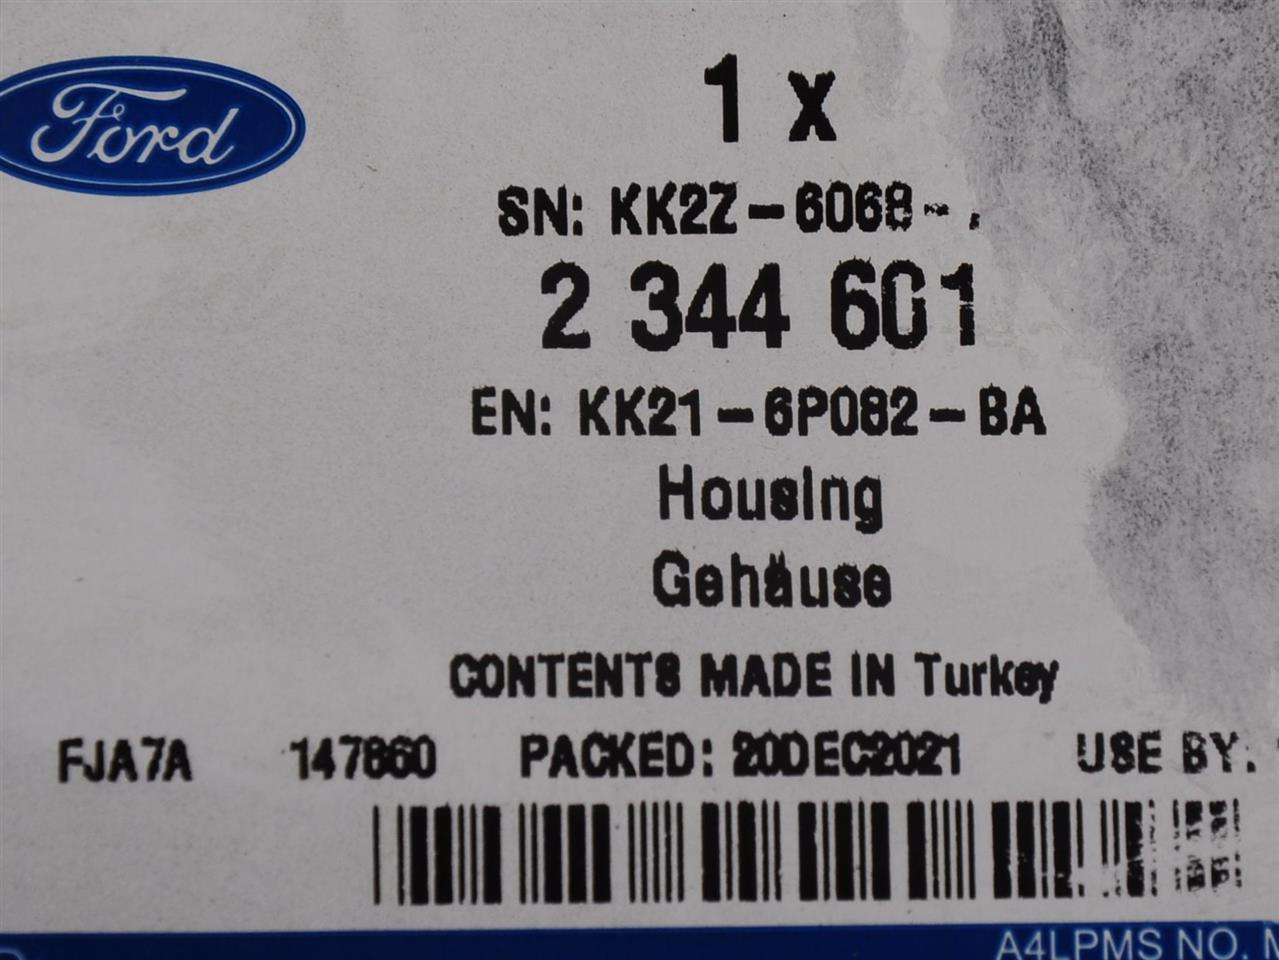 Ford
1 x
SN: KK2Z-6068-
2 344 601
EN: KK21-6P082-BA
Housing
Gehäuse
CONTENTS MADE IN Turkey
FJA7A 147860 PACKED: 20DEC2021 USE BY:
A4LPMS NO.